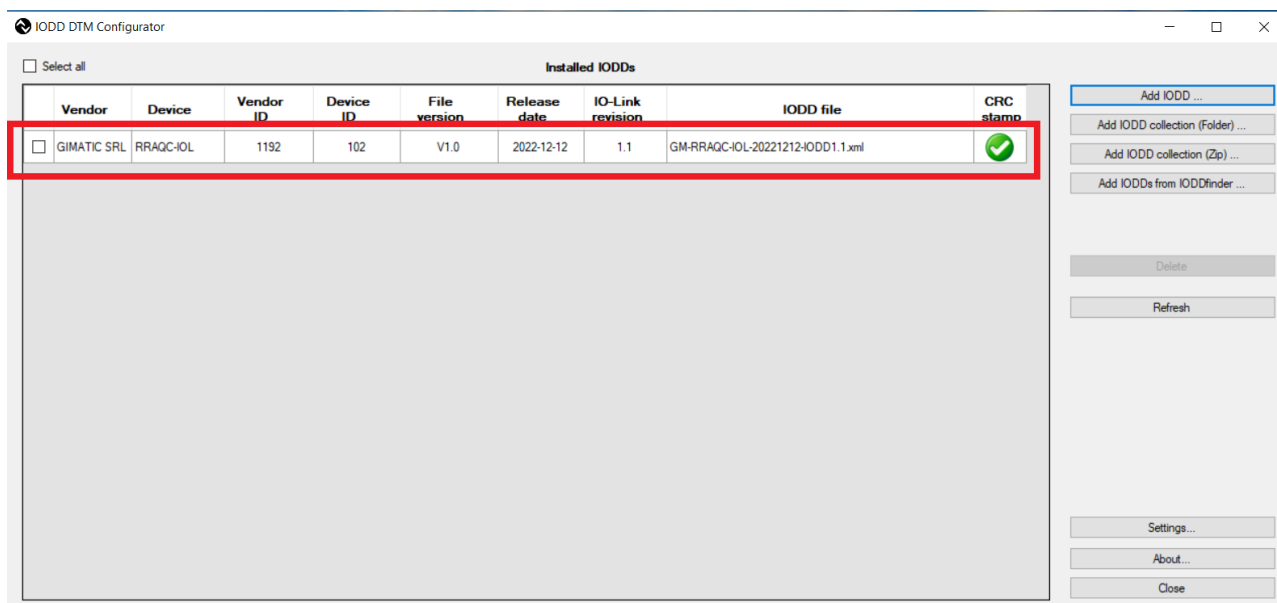 IODD DTM Configurator
Select all
Installed IODDs
Vendor Device Vendor ID Device ID File version Release date IO-Link revision IODD file CRC stamp
GIMATIC SRL RRAQC-IOL 1192 102 V1.0 2022-12-12 1.1 GM-RRAQC-IOL-20221212-IODD1.1.xml
Add IODD ...
Add IODD collection (Folder) ...
Add IODD collection (Zip) ...
Add IODDs from IODDfinder ...
Delete
Refresh
Settings...
About...
Close